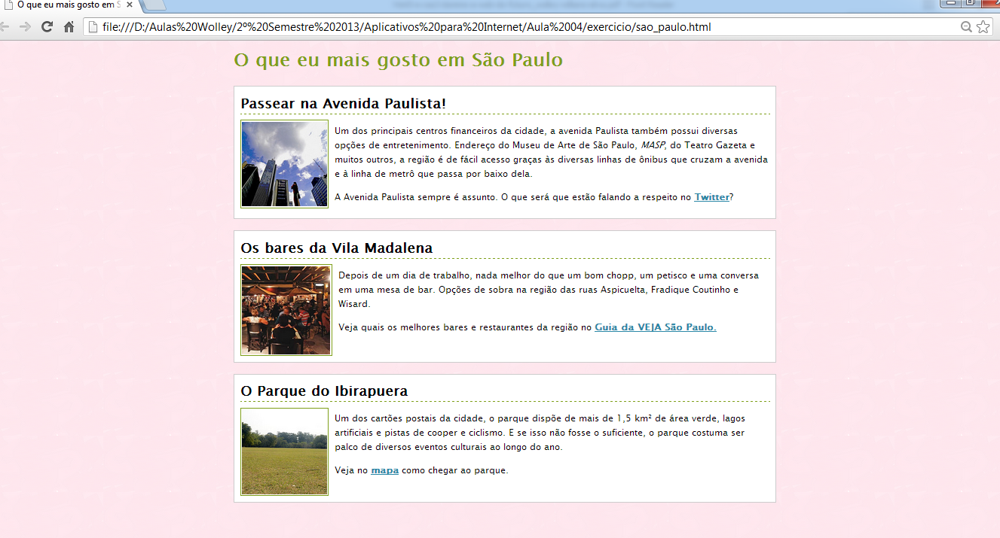 O que eu mais gosto em S
file:///D:/Aulas%20Wolley/2º%20Semestre%202013/Aplicativos%20para%20Internet/Aula%2004/exercicio/sao_paulo.html
O que eu mais gosto em São Paulo
Passear na Avenida Paulista!
Um dos principais centros financeiros da cidade, a avenida Paulista também possui diversas
opções de entretenimento. Endereço do Museu de Arte de São Paulo, MASP, do Teatro Gazeta e
muitos outros, a região é de fácil acesso graças às diversas linhas de ônibus que cruzam a avenida
e à linha de metrô que passa por baixo dela.
A Avenida Paulista sempre é assunto. O que será que estão falando a respeito no Twitter?
Os bares da Vila Madalena
Depois de um dia de trabalho, nada melhor do que um bom chopp, um petisco e uma conversa
em uma mesa de bar. Opções de sobra na região das ruas Aspicuelta, Fradique Coutinho e
Wisard.
Veja quais os melhores bares e restaurantes da região no Guia da VEJA São Paulo.
O Parque do Ibirapuera
Um dos cartões postais da cidade, o parque dispõe de mais de 1,5 km² de área verde, lagos
artificiais e pistas de cooper e ciclismo. E se isso não fosse o suficiente, o parque costuma ser
palco de diversos eventos culturais ao longo do ano.
Veja no mapa como chegar ao parque.